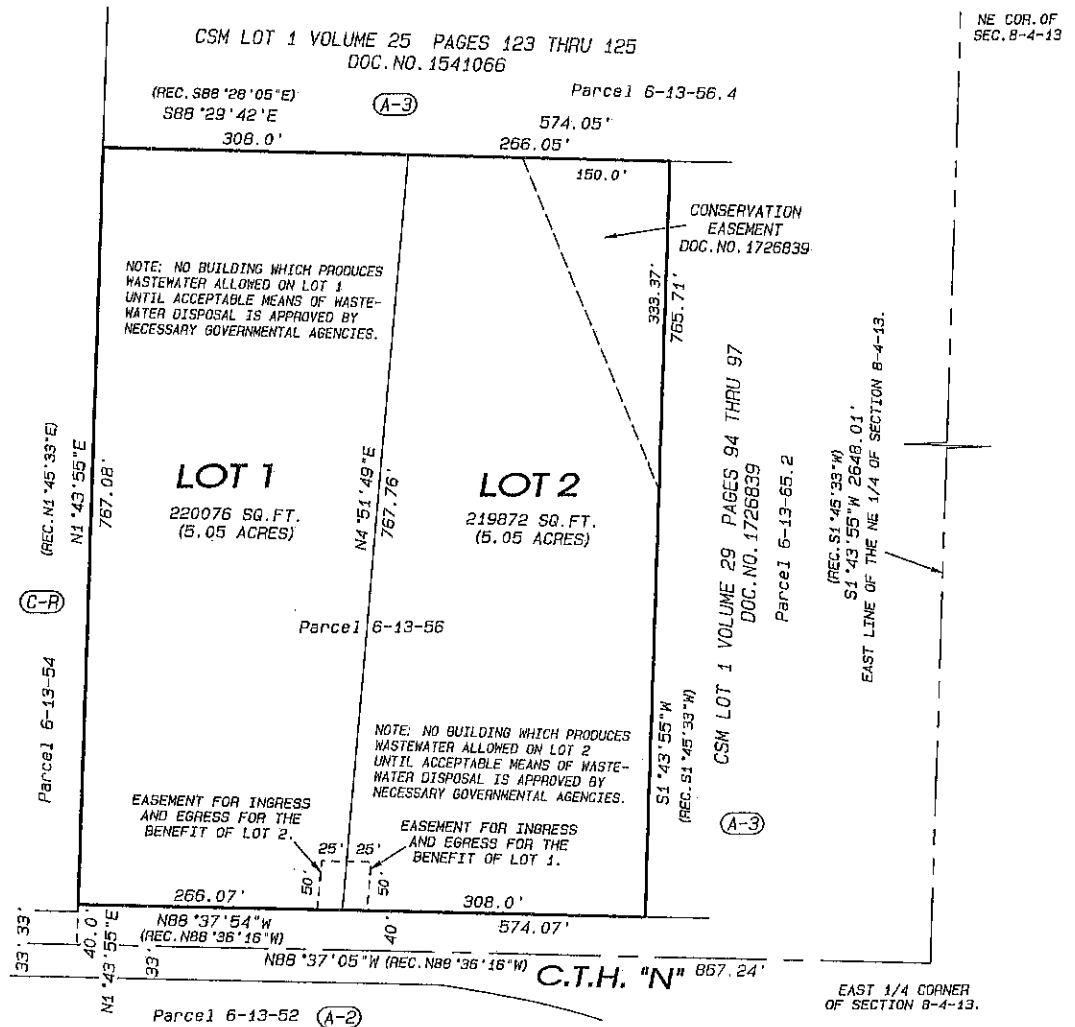 NE COR. OF
SEC. 8-4-13
CSM LOT 1 VOLUME 25 PAGES 123 THRU 125
DOC. NO. 1541066
(REC. S88°28'05"E)
S88°29'42"E
A-3
Parcel 6-13-56.4
574.05'
308.0'
266.05'
150.0'
CONSERVATION
EASEMENT
DOC. NO. 1726839
NOTE: NO BUILDING WHICH PRODUCES
WASTEWATER ALLOWED ON LOT 1
UNTIL ACCEPTABLE MEANS OF WASTE-
WATER DISPOSAL IS APPROVED BY
NECESSARY GOVERNMENTAL AGENCIES.
333.37'
765.71'
(REC. N1°45'33"E)
N1°43'55"E
767.08'
LOT 1
220076 SQ. FT.
(5.05 ACRES)
N4°51'49"E
767.76'
LOT 2
219872 SQ. FT.
(5.05 ACRES)
CSM LOT 1 VOLUME 29 PAGES 94 THRU 97
DOC. NO. 1726839
Parcel 6-13-65.2
(REC. S1°45'33"W)
S1°43'55"W 2648.01'
EAST LINE OF THE NE 1/4 OF SECTION 8-4-13.
C-R
Parcel 6-13-54
Parcel 6-13-56
NOTE: NO BUILDING WHICH PRODUCES
WASTEWATER ALLOWED ON LOT 2
UNTIL ACCEPTABLE MEANS OF WASTE-
WATER DISPOSAL IS APPROVED BY
NECESSARY GOVERNMENTAL AGENCIES.
S1°43'55"W
(REC. S1°45'33"W)
A-3
EASEMENT FOR INGRESS
AND EGRESS FOR THE
BENEFIT OF LOT 2.
EASEMENT FOR INGRESS
AND EGRESS FOR THE
BENEFIT OF LOT 1.
25' 25'
50'
50'
266.07'
308.0'
N88°37'54"W
(REC. N88°36'16"W)
574.07'
33' 33'
40.0'
N1°43'55"E
33'
40'
N88°37'05"W (REC. N88°36'16"W)
C.T.H. "N"
867.24'
EAST 1/4 CORNER
OF SECTION 8-4-13.
Parcel 6-13-52
A-2